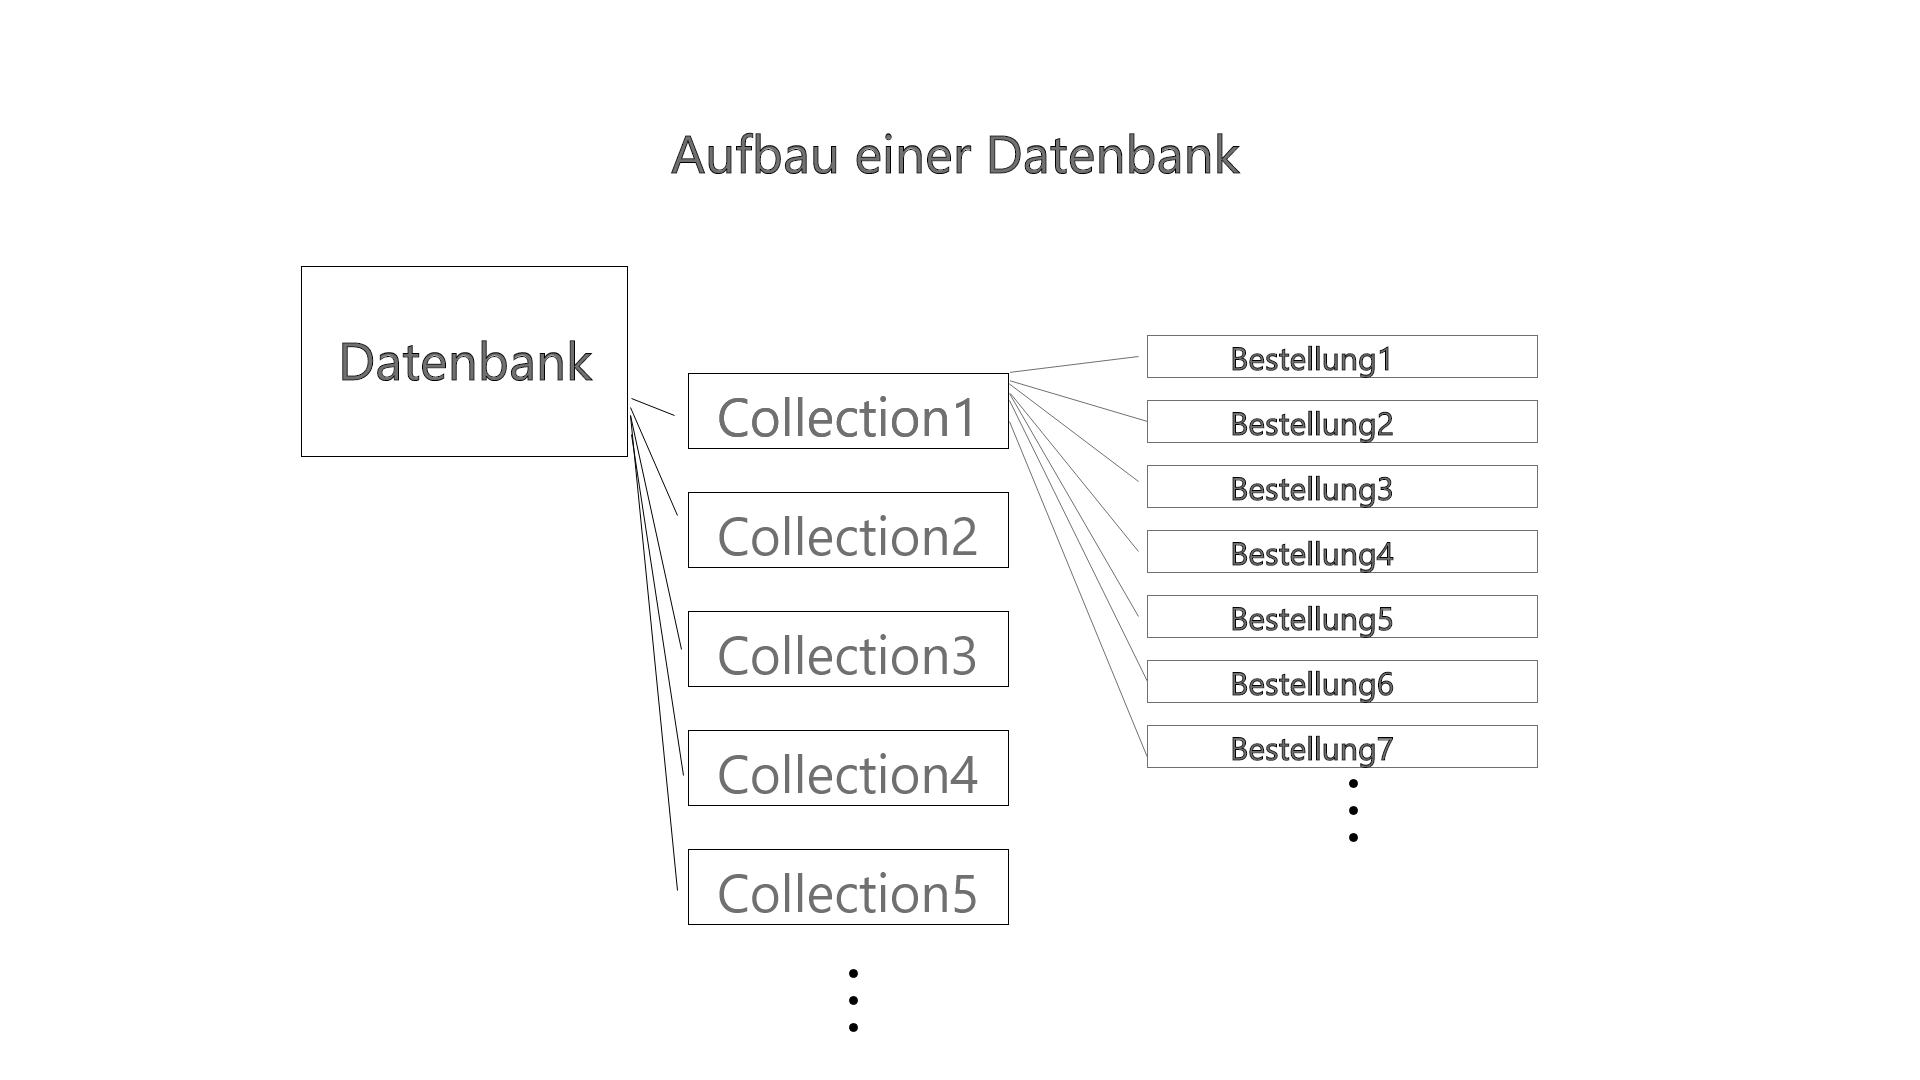 Aufbau einer Datenbank
Datenbank
Collection1
Collection2
Collection3
Collection4
Collection5
Bestellung1
Bestellung2
Bestellung3
Bestellung4
Bestellung5
Bestellung6
Bestellung7